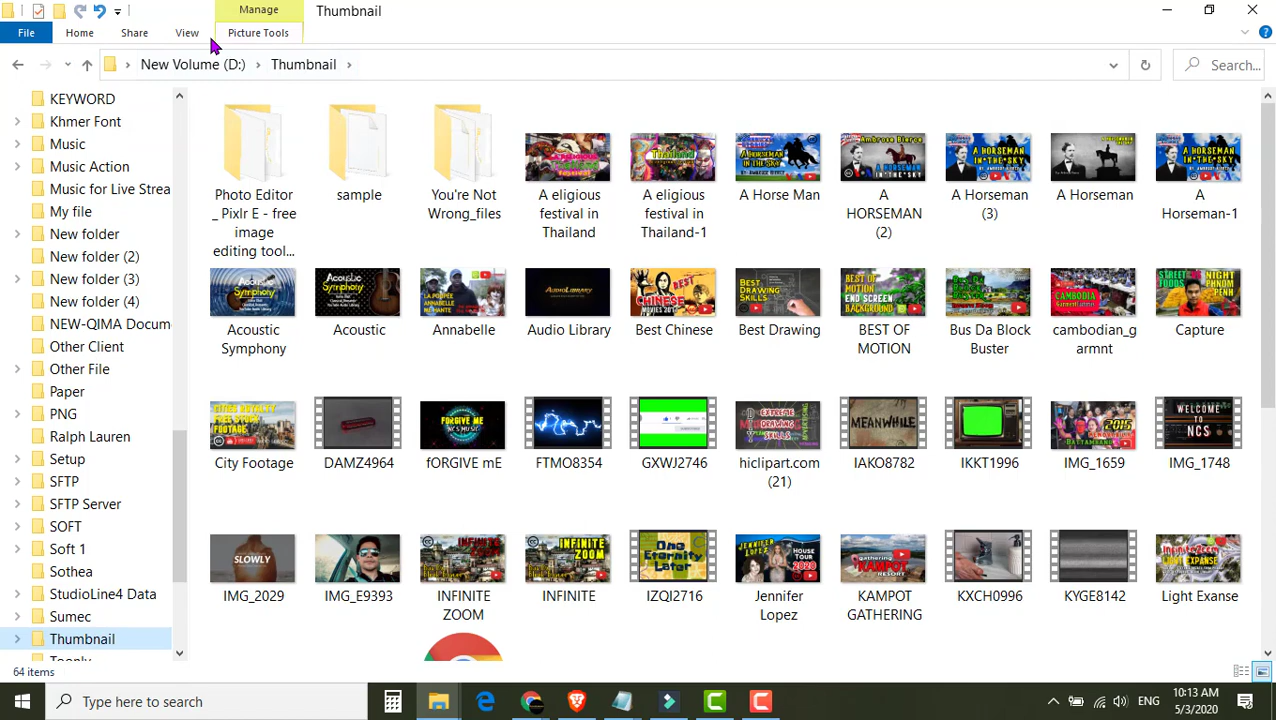 Manage
Thumbnail
File
Home
Share
View
Picture Tools
New Volume (D:)
Thumbnail
Search...
KEYWORD
Khmer Font
Music
Music Action
Music for Live Strea
My file
New folder
New folder (2)
New folder (3)
New folder (4)
NEW-QIMA Docum
Other Client
Other File
Paper
PNG
Ralph Lauren
Setup
SFTP
SFTP Server
SOFT
Soft 1
Sothea
StudioLine4 Data
Sumec
Thumbnail
Photo Editor
_ Pixlr E - free
image
editing tool...
sample
You're Not
Wrong_files
A eligious
festival in
Thailand
A eligious
festival in
Thailand-1
A Horse Man
A
HORSEMAN
(2)
A Horseman
(3)
A Horseman
A
Horseman-1
Acoustic
Symphony
Acoustic
Annabelle
Audio Library
Best Chinese
Best Drawing
BEST OF
MOTION
Bus Da Block
Buster
cambodian_g
armnt
Capture
City Footage
DAMZ4964
fORGIVE mE
FTMO8354
GXWJ2746
hiclipart.com
(21)
IAKO8782
IKKT1996
IMG_1659
IMG_1748
IMG_2029
IMG_E9393
INFINITE
ZOOM
INFINITE
IZQI2716
Jennifer
Lopez
KAMPOT
GATHERING
KXCH0996
KYGE8142
Light Exanse
64 items
Type here to search
ENG
10:13 AM
5/3/2020